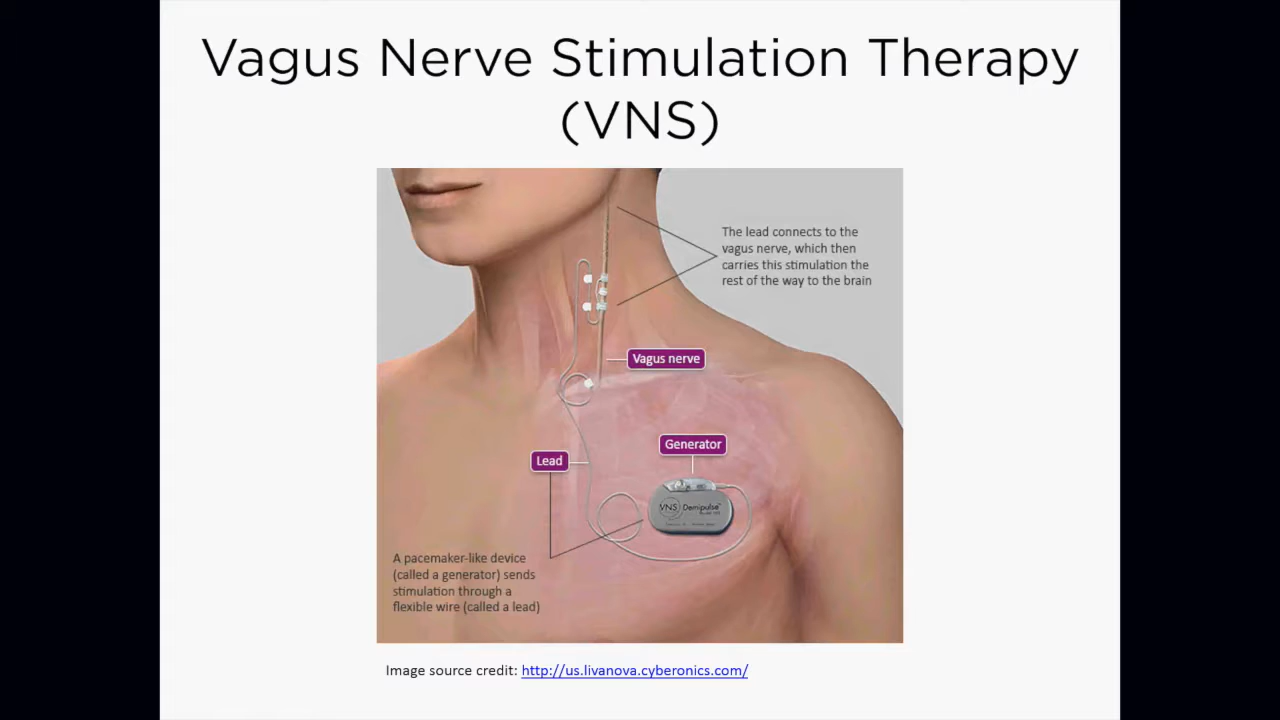 Vagus Nerve Stimulation Therapy
(VNS)
The lead connects to the
vagus nerve, which then
carries this stimulation the
rest of the way to the brain
Vagus nerve
Generator
Lead
VNS Demipulse™
A pacemaker-like device
(called a generator) sends
stimulation through a
flexible wire (called a lead)
Image source credit: http://us.livanova.cyberonics.com/